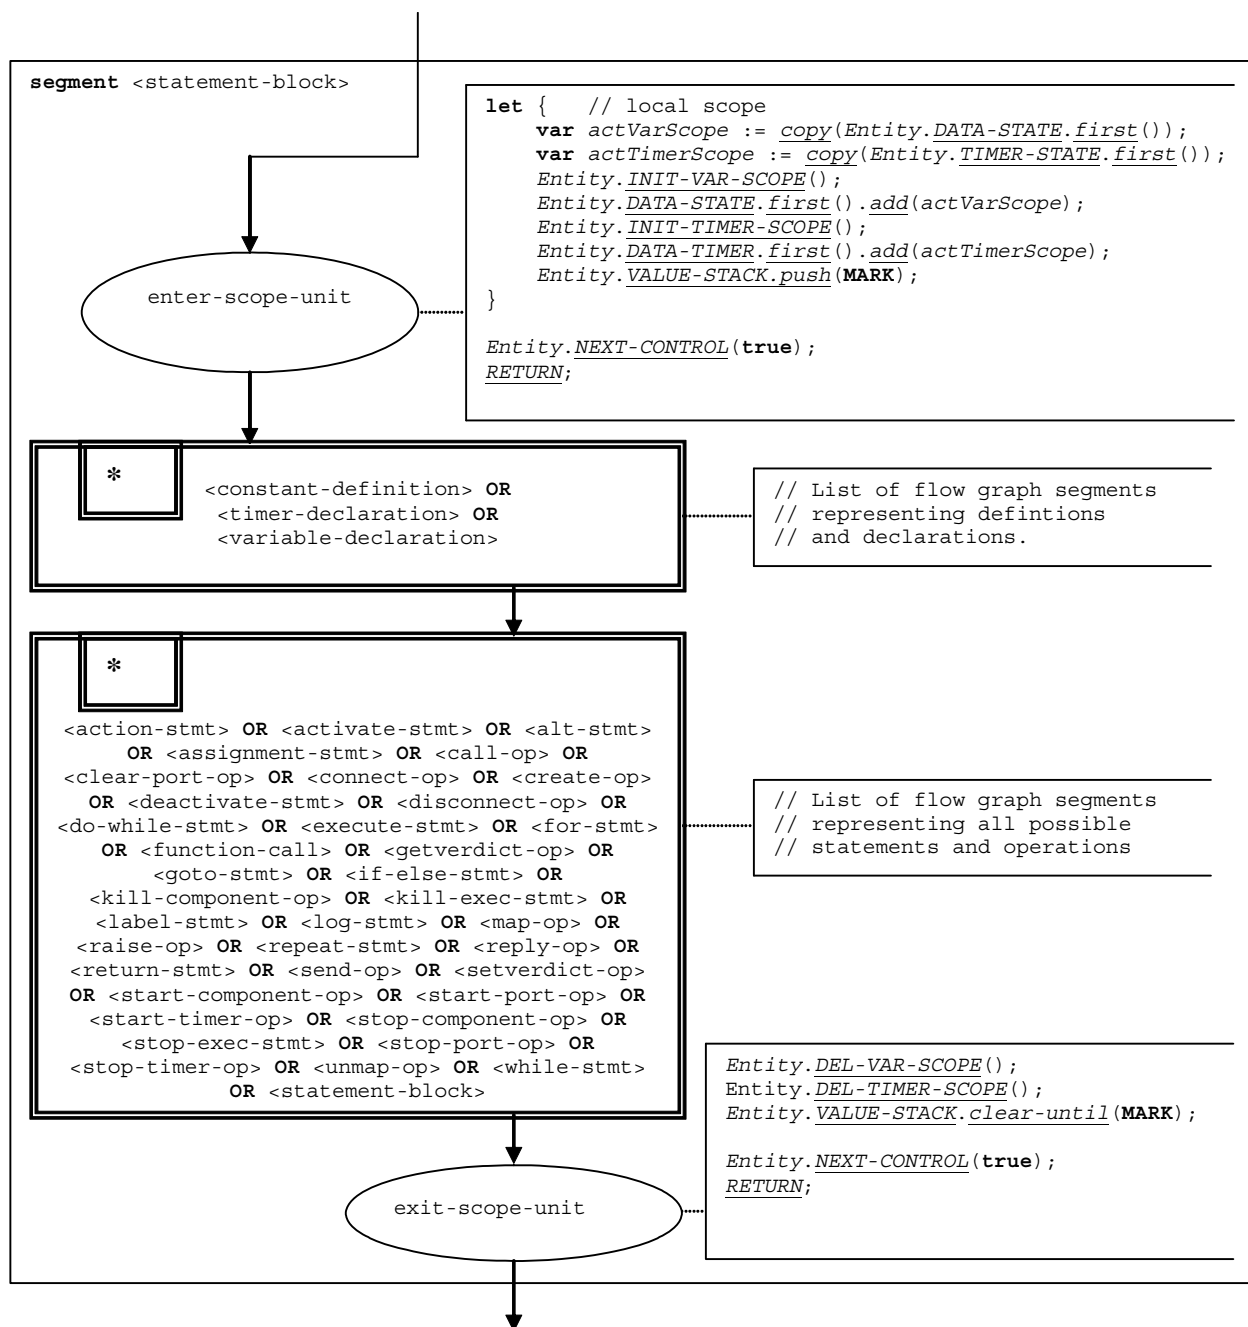 segment <statement-block>
let {   // local scope
    var actVarScope := copy(Entity.DATA-STATE.first());
    var actTimerScope := copy(Entity.TIMER-STATE.first());
    Entity.INIT-VAR-SCOPE();
    Entity.DATA-STATE.first().add(actVarScope);
    Entity.INIT-TIMER-SCOPE();
    Entity.DATA-TIMER.first().add(actTimerScope);
    Entity.VALUE-STACK.push(MARK);
}
Entity.NEXT-CONTROL(true);
RETURN;
enter-scope-unit
*
<constant-definition> OR
<timer-declaration> OR
<variable-declaration>
// List of flow graph segments
// representing defintions
// and declarations.
*
<action-stmt> OR <activate-stmt> OR <alt-stmt>
OR <assignment-stmt> OR <call-op> OR
<clear-port-op> OR <connect-op> OR <create-op>
OR <deactivate-stmt> OR <disconnect-op> OR
<do-while-stmt> OR <execute-stmt> OR <for-stmt>
OR <function-call> OR <getverdict-op> OR
<goto-stmt> OR <if-else-stmt> OR
<kill-component-op> OR <kill-exec-stmt> OR
<label-stmt> OR <log-stmt> OR <map-op> OR
<raise-op> OR <repeat-stmt> OR <reply-op> OR
<return-stmt> OR <send-op> OR <setverdict-op>
OR <start-component-op> OR <start-port-op> OR
<start-timer-op> OR <stop-component-op> OR
<stop-exec-stmt> OR <stop-port-op> OR
<stop-timer-op> OR <unmap-op> OR <while-stmt>
OR <statement-block>
// List of flow graph segments
// representing all possible
// statements and operations
Entity.DEL-VAR-SCOPE();
Entity.DEL-TIMER-SCOPE();
Entity.VALUE-STACK.clear-until(MARK);
Entity.NEXT-CONTROL(true);
RETURN;
exit-scope-unit